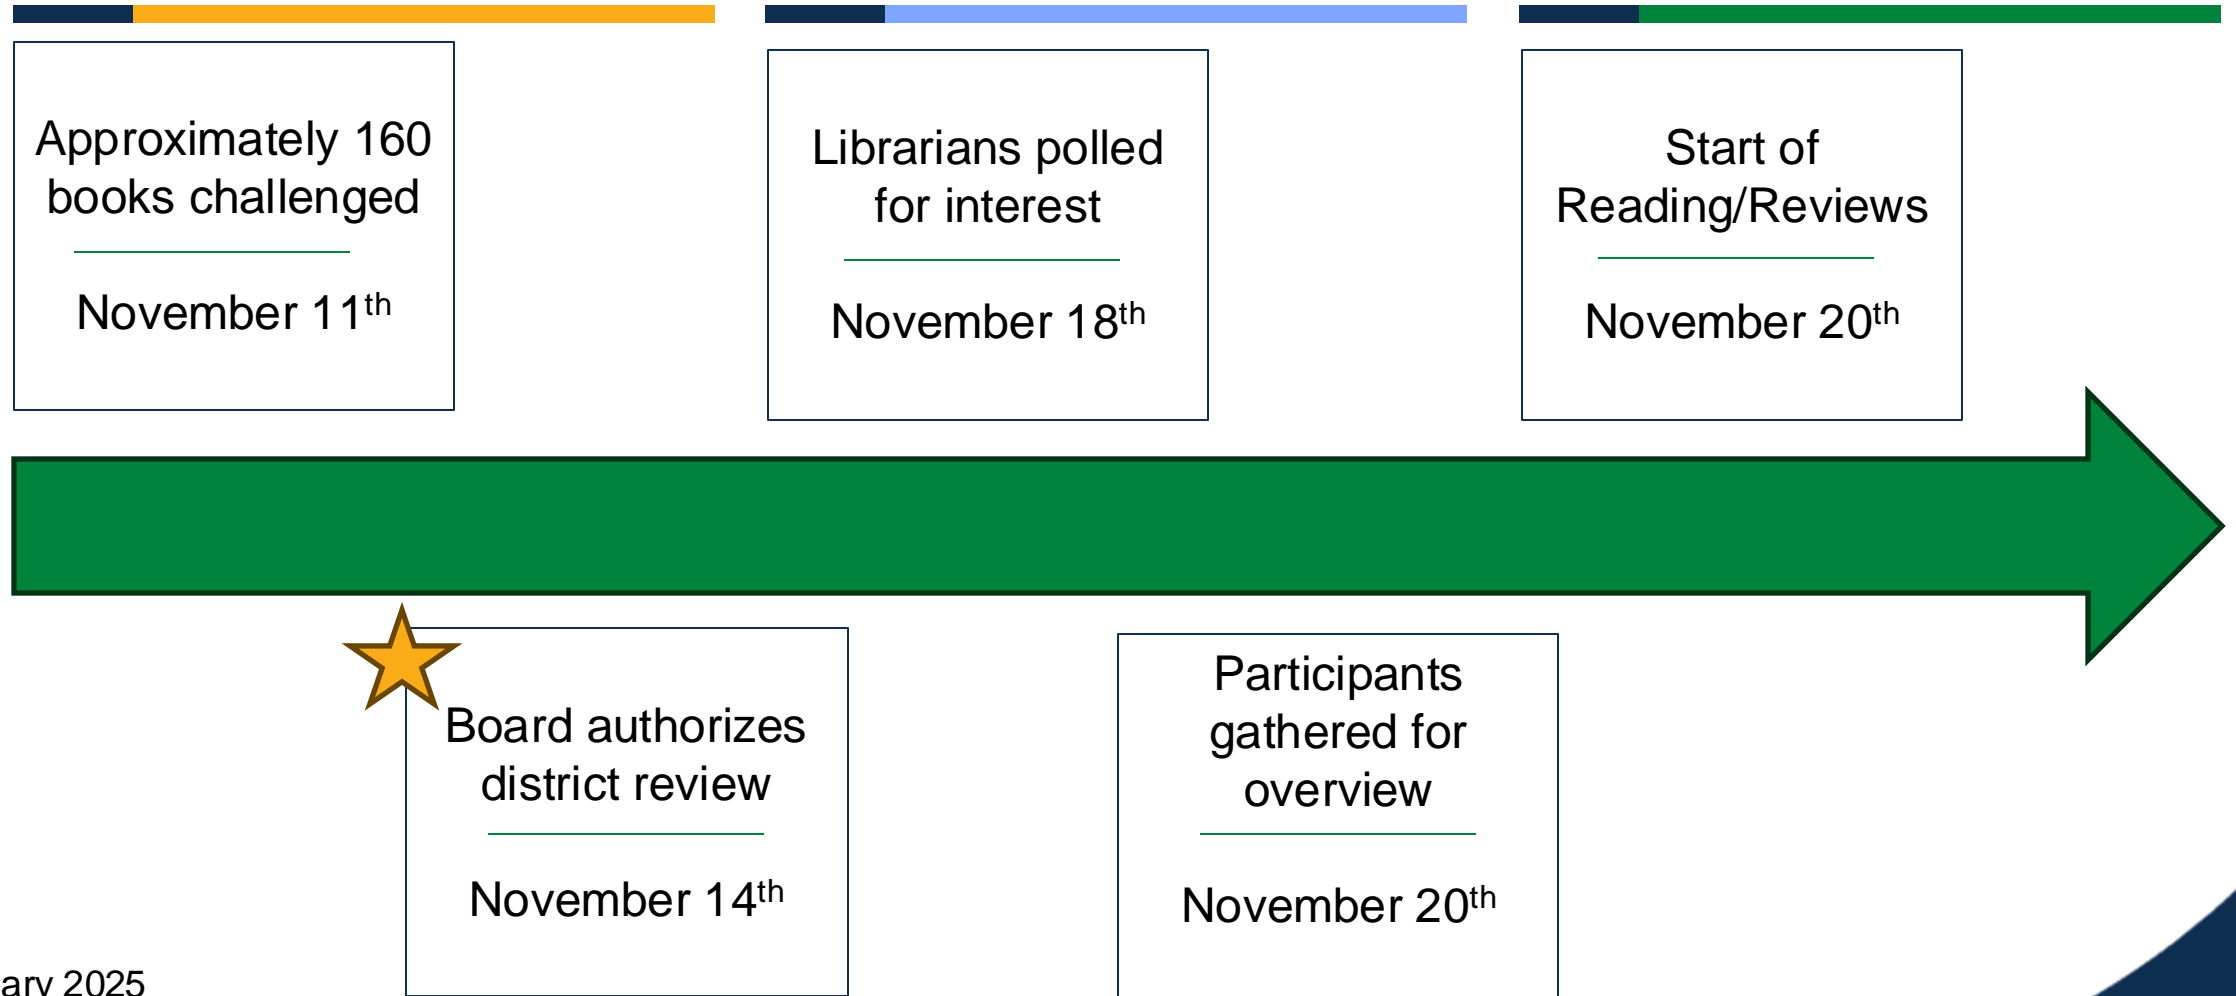 Approximately 160
books challenged
November 11th
Librarians polled
for interest
November 18th
Start of
Reading/Reviews
November 20th
Board authorizes
district review
November 14th
Participants
gathered for
overview
November 20th
2025